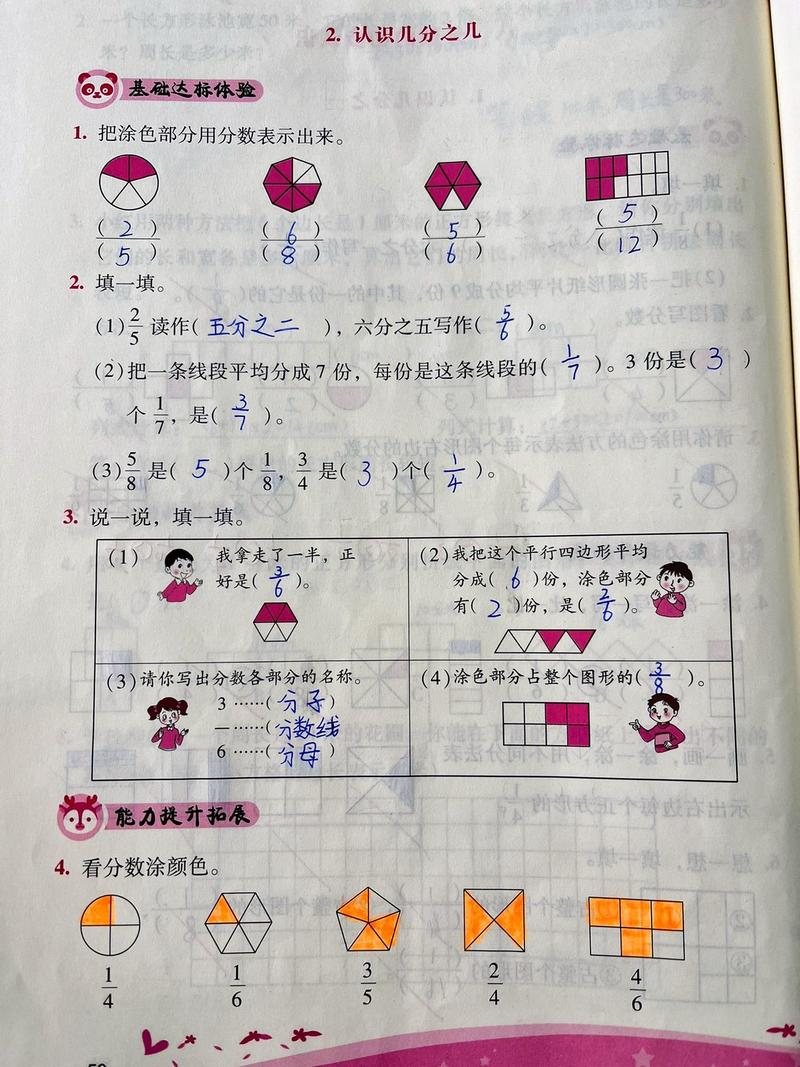 2. 认识几分之几
基础达标体验
1. 把涂色部分用分数表示出来。
(2)/(5) (6)/(8) (5)/(6) (5)/(12)
2. 填一填。
(1) 2/5 读作( 五分之二 ), 六分之五写作( 5/6 )。
(2) 把一条线段平均分成 7 份, 每份是这条线段的( 1/7 )。3 份是( 3 )
个 1/7, 是( 3/7 )。
(3) 5/8 是( 5 )个 1/8, 3/4 是( 3 )个( 1/4 )。
3. 说一说,填一填。
(1) 我拿走了一半, 正
好是( 3/6 )。
(2) 我把这个平行四边形平均
分成( 6 )份, 涂色部分
有( 2 )份, 是( 2/6 )。
(3) 请你写出分数各部分的名称。
3 ……( 分子 )
— ……( 分数线 )
6 ……( 分母 )
(4) 涂色部分占整个图形的( 3/8 )。
能力提升拓展
4. 看分数涂颜色。
1/4 1/6 3/5 2/4 4/6